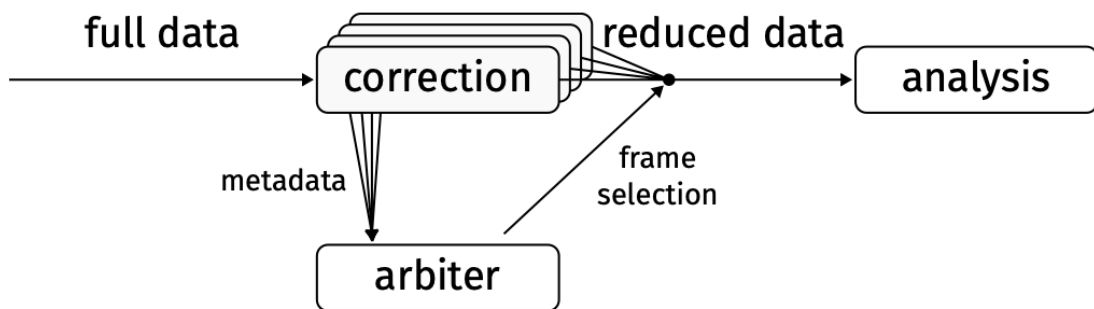 full data
reduced data
correction
analysis
metadata
frame
selection
arbiter